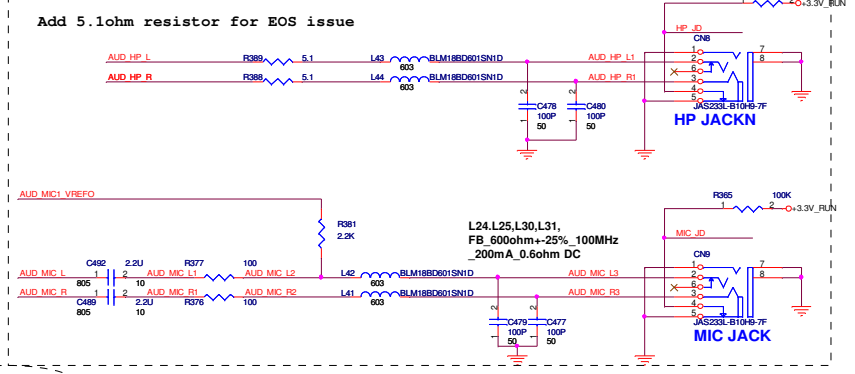 +3.3V_RUN
Add 5.1ohm resistor for EOS issue
HP_JD
CN8
AUD_HP_L R389 5.1 L43 BLM18BD601SN1D AUD_HP_L1 1 2 7 8
603
AUD_HP_R R388 5.1 L44 BLM18BD601SN1D AUD_HP_R1 6 3 4 5
603
2 C478 2 C480
100P 100P
1 50 1 50
JAS233L-B10H9-7F
HP JACKN
AUD_MIC1_VREFO
R365 100K
1 2 +3.3V_RUN
R381
2.2K
L24.L25,L30,L31,
FB_600ohm+-25%_100MHz
_200mA_0.6ohm DC
MIC_JD
CN9
C492 2.2U R377 100
AUD_MIC_L 1 2 AUD_MIC_L1 AUD_MIC_L2 L42 BLM18BD601SN1D AUD_MIC_L3 1 2 7 8
805 10 603
AUD_MIC_R 1 2 AUD_MIC_R1 AUD_MIC_R2 L41 BLM18BD601SN1D AUD_MIC_R3 6 3 4 5
C489 2.2U R376 100 603
805 10
2 C479 2 C477
100P 100P
1 50 1 50
JAS233L-B10H9-7F
MIC JACK